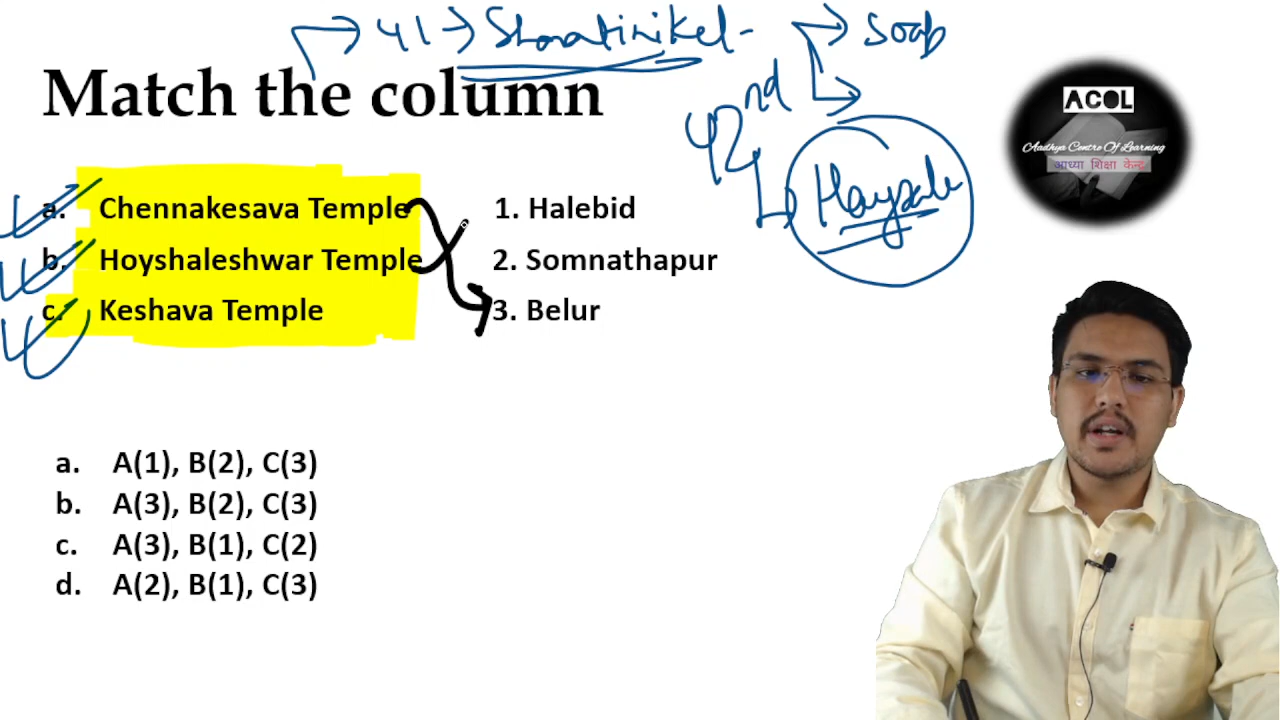 41 → Shantiniketan → Soap
Match the column
42nd
Hoysala
ACOL
Aadhya Centre Of Learning
आध्या शिक्षा केन्द्र
a. Chennakesava Temple 1. Halebid
b. Hoyshaleshwar Temple 2. Somnathapur
c. Keshava Temple 3. Belur
a. A(1), B(2), C(3)
b. A(3), B(2), C(3)
c. A(3), B(1), C(2)
d. A(2), B(1), C(3)